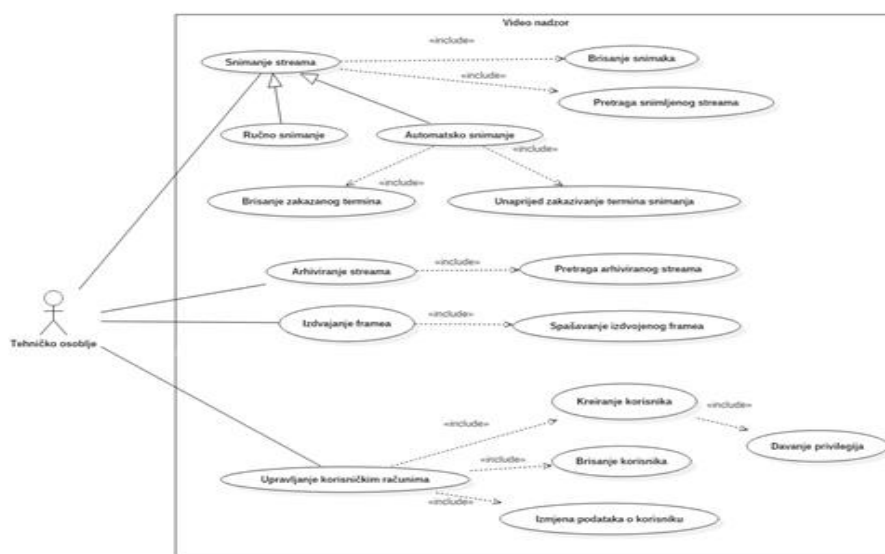 Video nadzor
«include»
Snimanje streama
Brisanje snimaka
«include»
Pretraga snimljenog streama
Ručno snimanje
Automatsko snimanje
«include»
«include»
Brisanje zakazanog termina
Unaprijed zakazivanje termina snimanja
Arhiviranje streama
«include»
Pretraga arhiviranog streama
Izdvajanje framea
«include»
Spašavanje izdvojenog framea
Tehničko osoblje
Kreiranje korisnika
«include»
«include»
Davanje privilegija
Upravljanje korisničkim računima
«include»
Brisanje korisnika
«include»
Izmjena podataka o korisniku